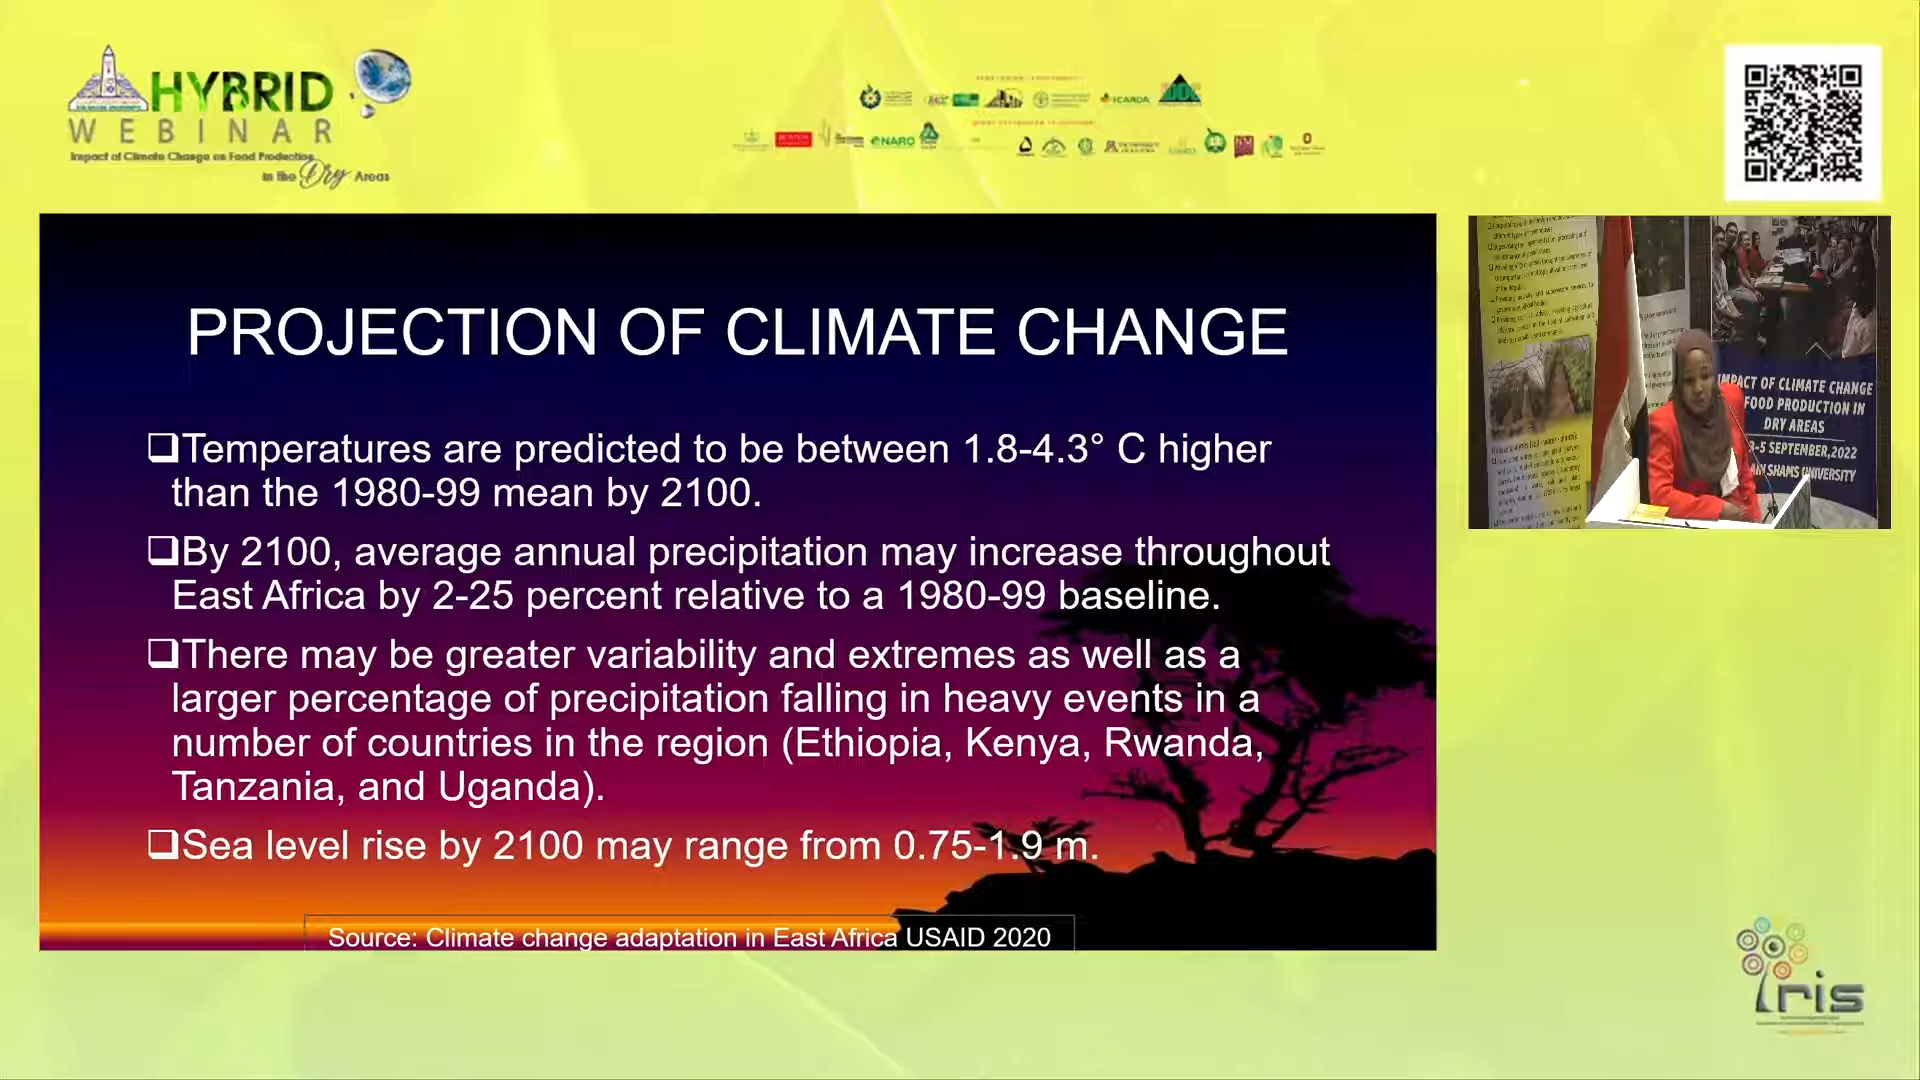 HYBRID
WEBINAR
Impact of Climate Change on Food Production
in the Dry Areas
ICARDA
NARO
PROJECTION OF CLIMATE CHANGE
❑Temperatures are predicted to be between 1.8-4.3° C higher
than the 1980-99 mean by 2100.
❑By 2100, average annual precipitation may increase throughout
East Africa by 2-25 percent relative to a 1980-99 baseline.
❑There may be greater variability and extremes as well as a
larger percentage of precipitation falling in heavy events in a
number of countries in the region (Ethiopia, Kenya, Rwanda,
Tanzania, and Uganda).
❑Sea level rise by 2100 may range from 0.75-1.9 m.
Source: Climate change adaptation in East Africa USAID 2020
IMPACT OF CLIMATE CHANGE
FOOD PRODUCTION IN
DRY AREAS
3-5 SEPTEMBER,2022
SHAMS UNIVERSITY
iris